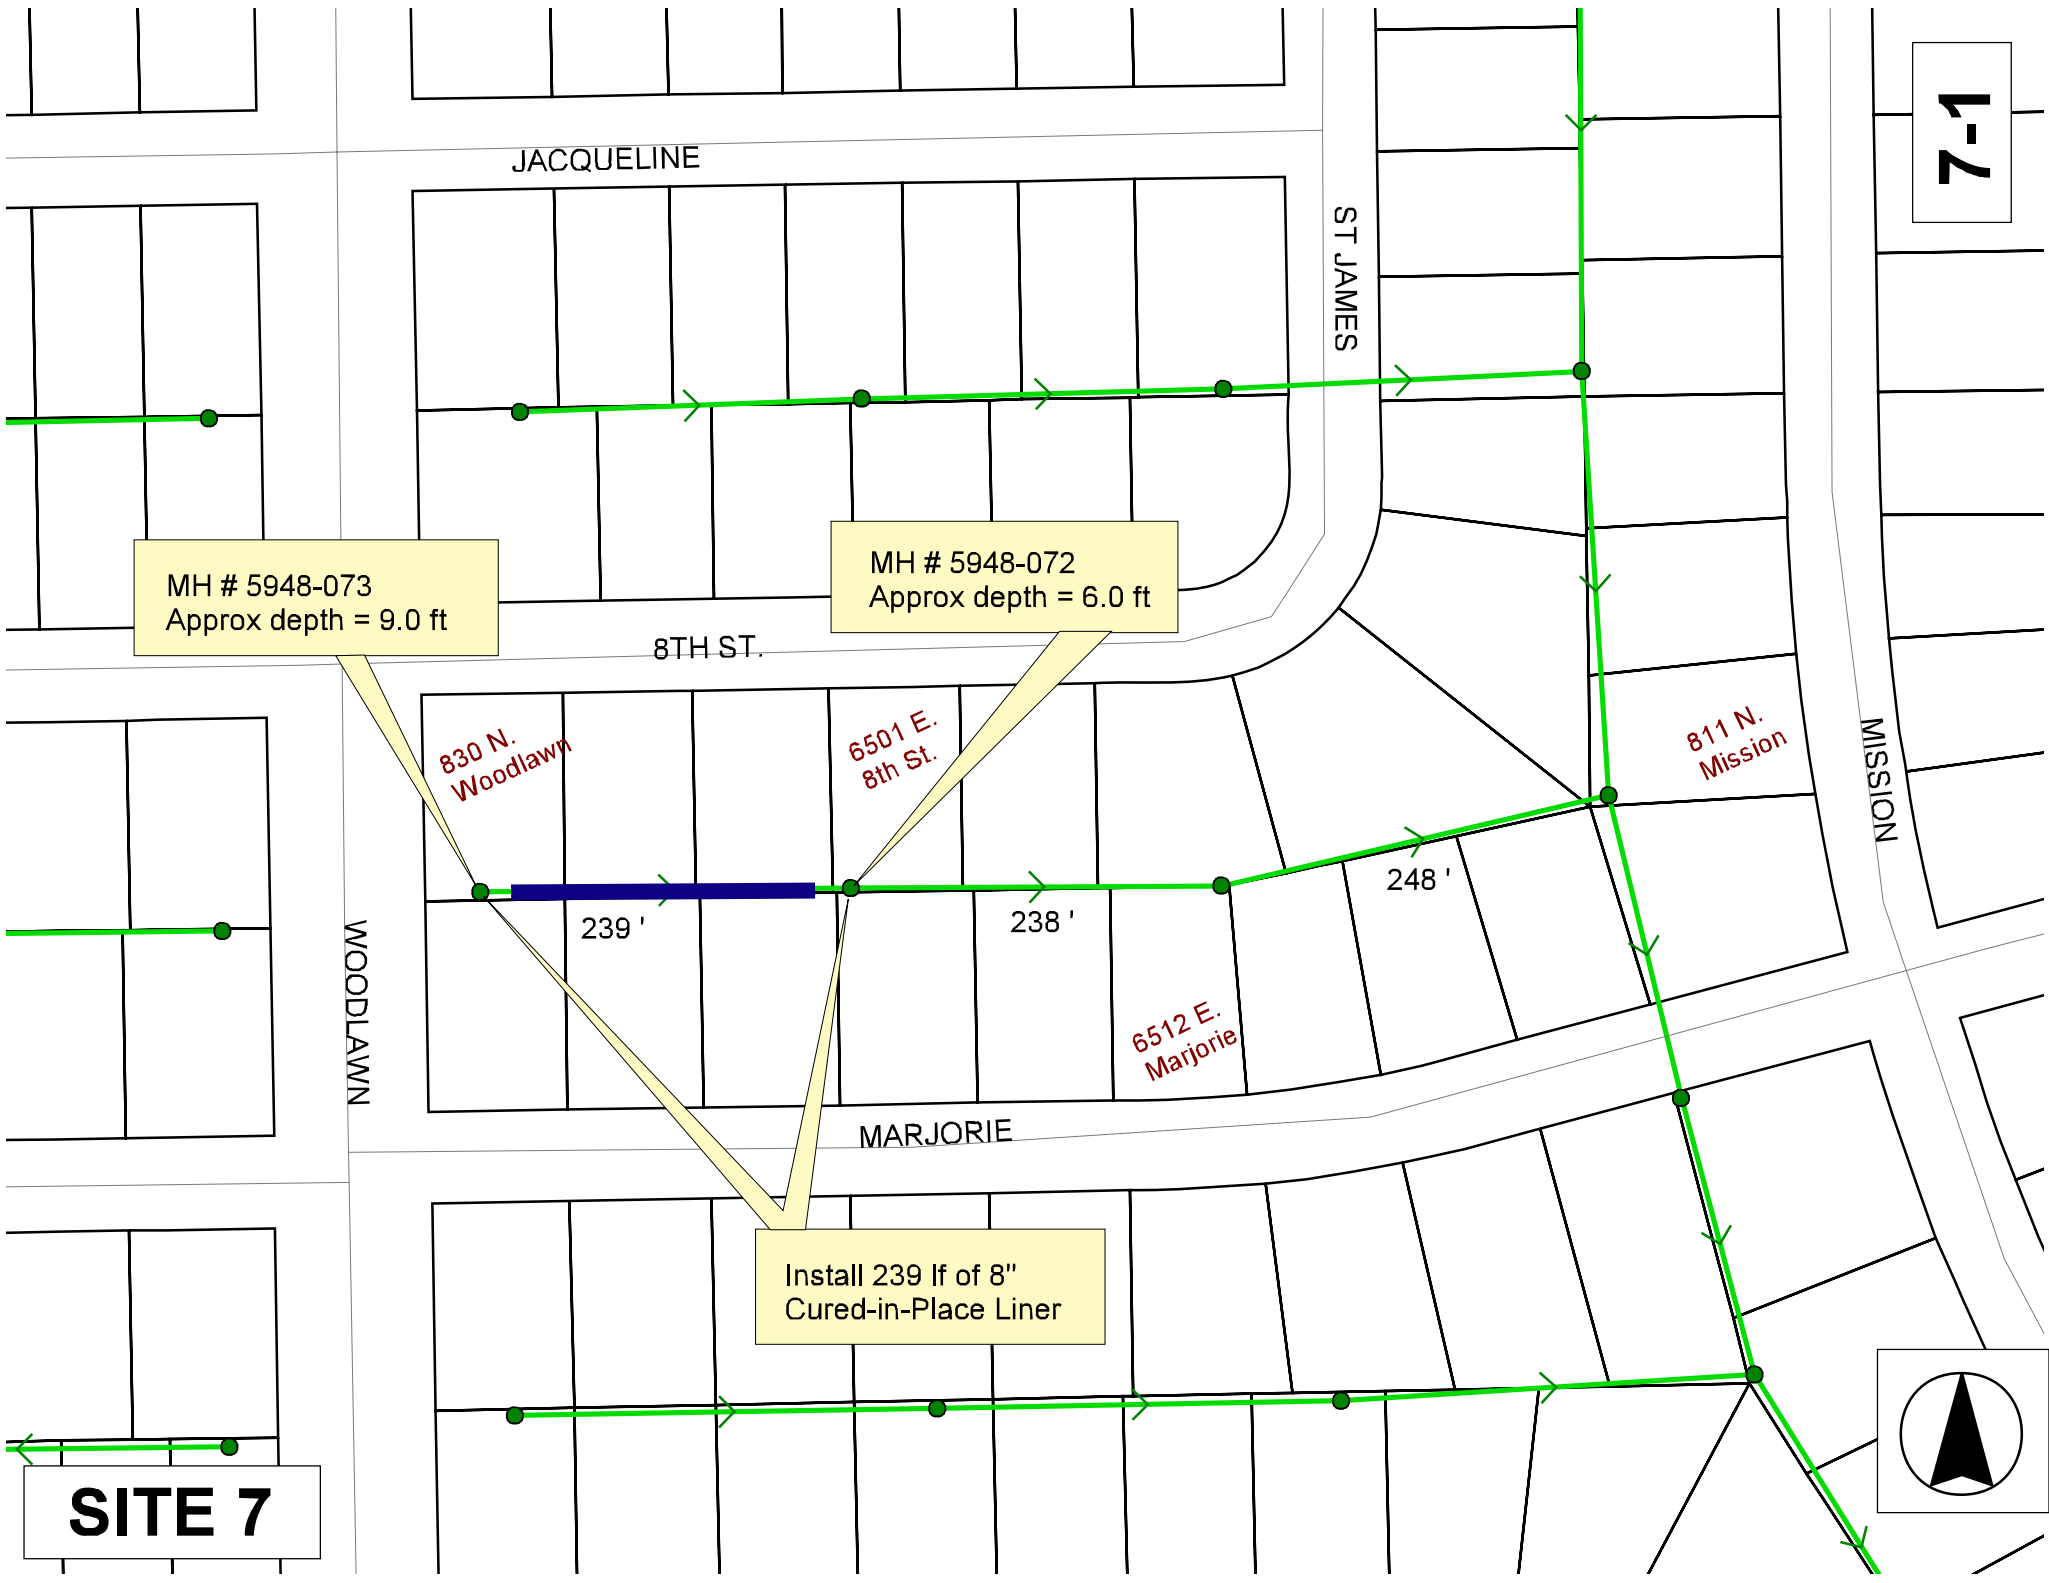 7-1
JACQUELINE
ST JAMES
MH # 5948-073
Approx depth = 9.0 ft
MH # 5948-072
Approx depth = 6.0 ft
8TH ST.
830 N.
Woodlawn
6501 E.
8th St.
811 N.
Mission
MISSION
239 '
238 '
248 '
WOODLAWN
6512 E.
Marjorie
MARJORIE
Install 239 lf of 8"
Cured-in-Place Liner
SITE 7